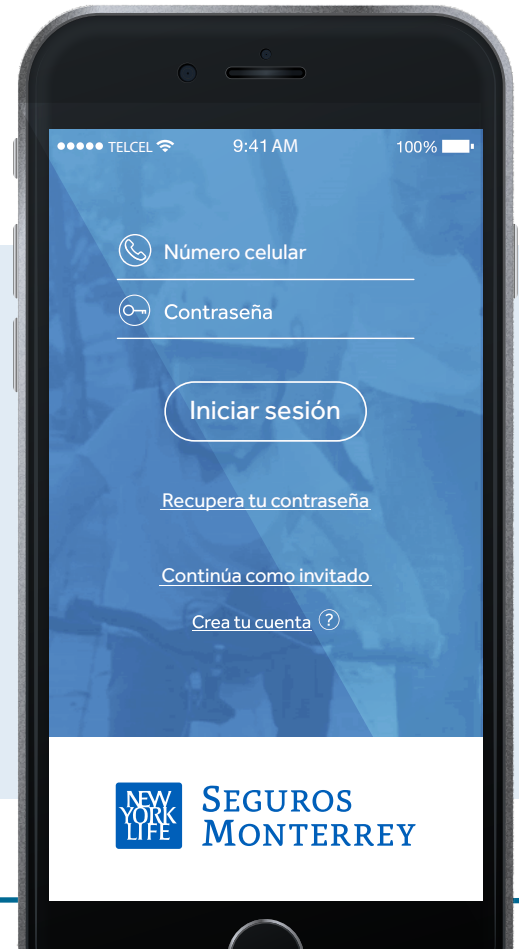 TELCEL 9:41 AM 100%
Número celular
Contraseña
Iniciar sesión
Recupera tu contraseña
Continúa como invitado
Crea tu cuenta ?
NEW
YORK
LIFE
SEGUROS
MONTERREY